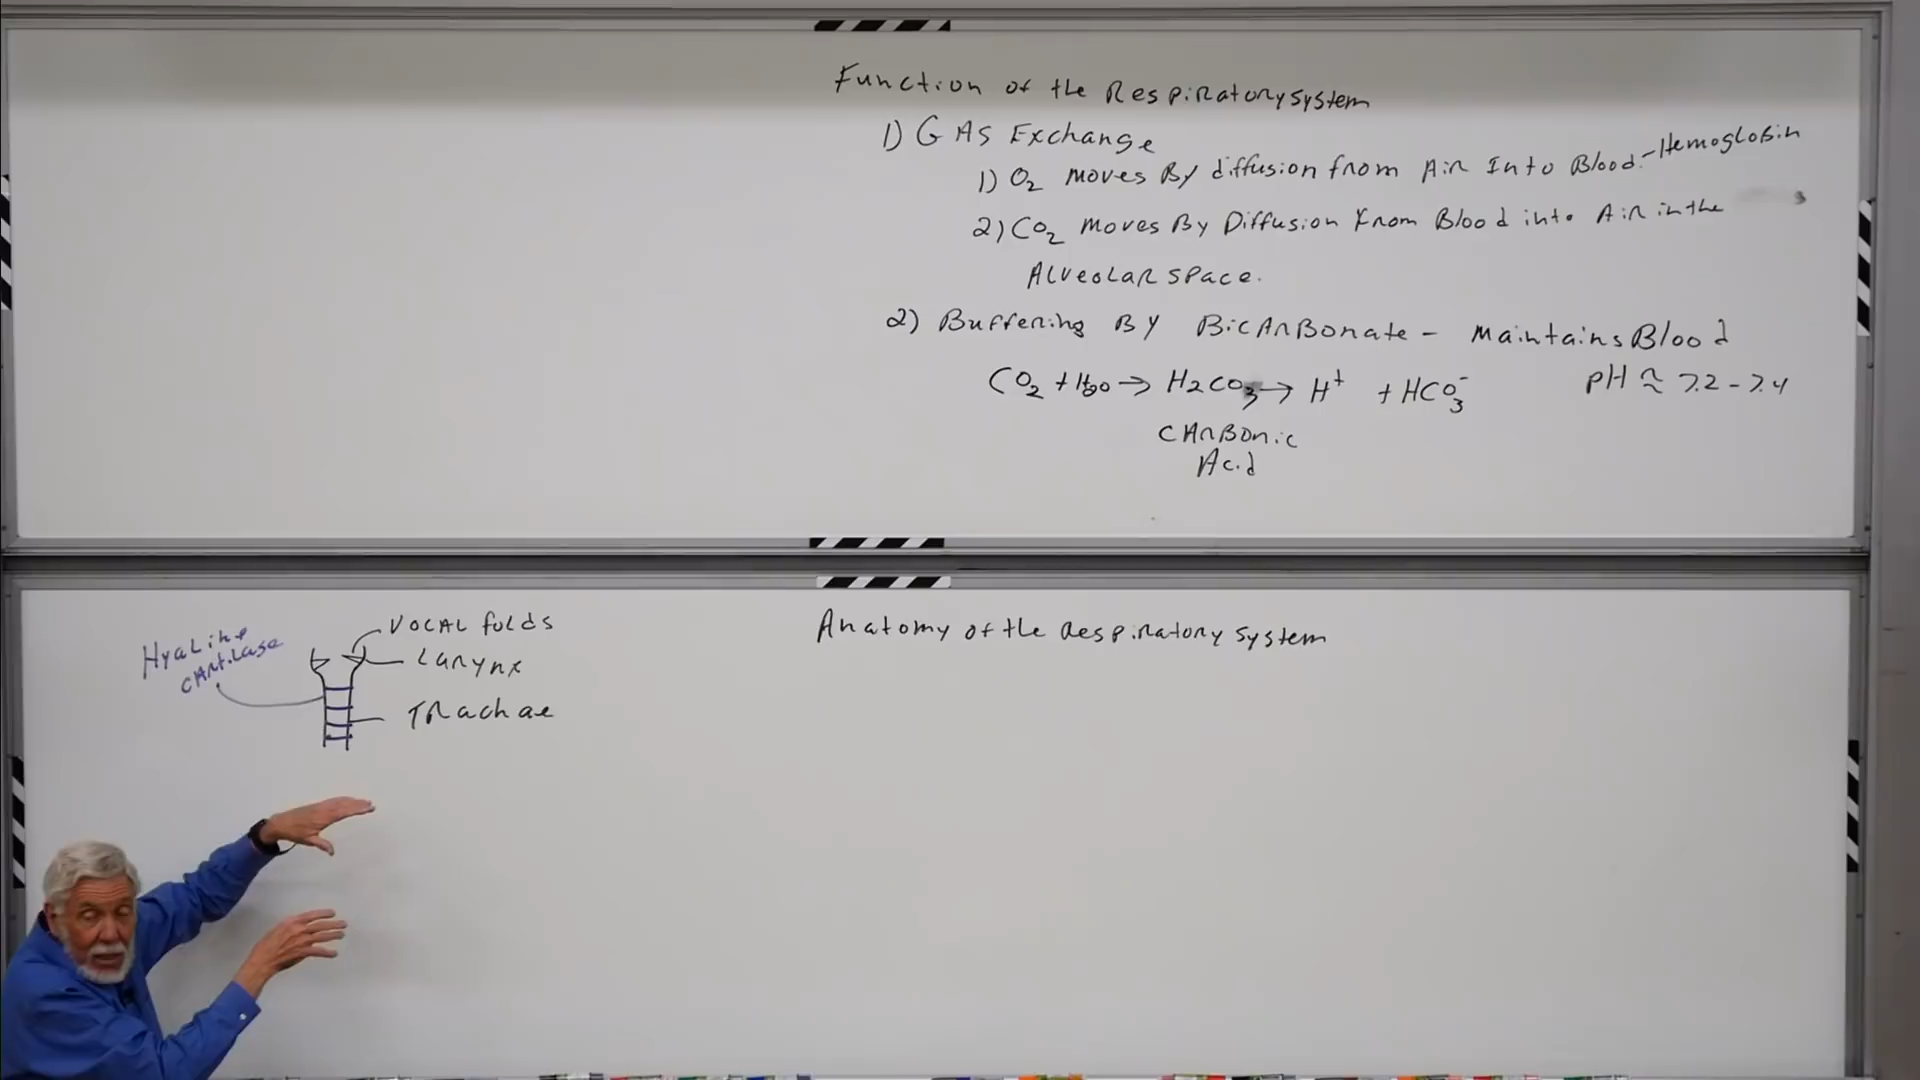 Function of the Respiratory system
1) GAS Exchange
1) O2 moves By diffusion from Air Into Blood - Hemoglobin
2) CO2 moves By Diffusion From Blood into Air in the
Alveolar space.
2) Buffering By BicArBonate - maintains Blood
CO2 + H2O → H2CO3 → H+ + HCO3-
pH ≈ 7.2 - 7.4
CArBonic
Acid
Hyaline
cArtilage
VOCAL folds
Larynx
TRachae
Anatomy of the Respiratory system